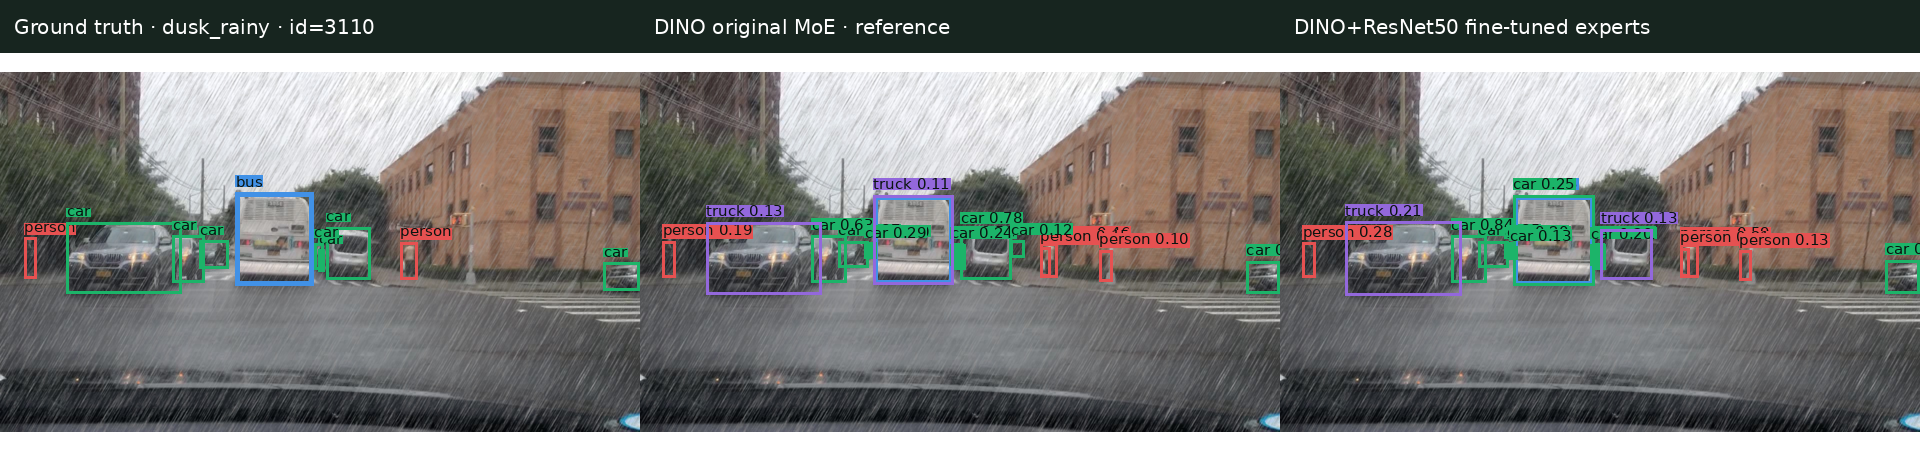 Ground truth · dusk_rainy · id=3110
DINO original MoE · reference
DINO+ResNet50 fine-tuned experts
bus
car
person
car
car
car
car
car
person
car
truck 0.11
truck 0.13
person 0.19
car 0.63
car 0.29
car 0.78
car 0.24
car 0.12
person 0.10
car 0.25
truck 0.21
person 0.28
car 0.84
car 0.13
truck 0.13
person
person 0.13